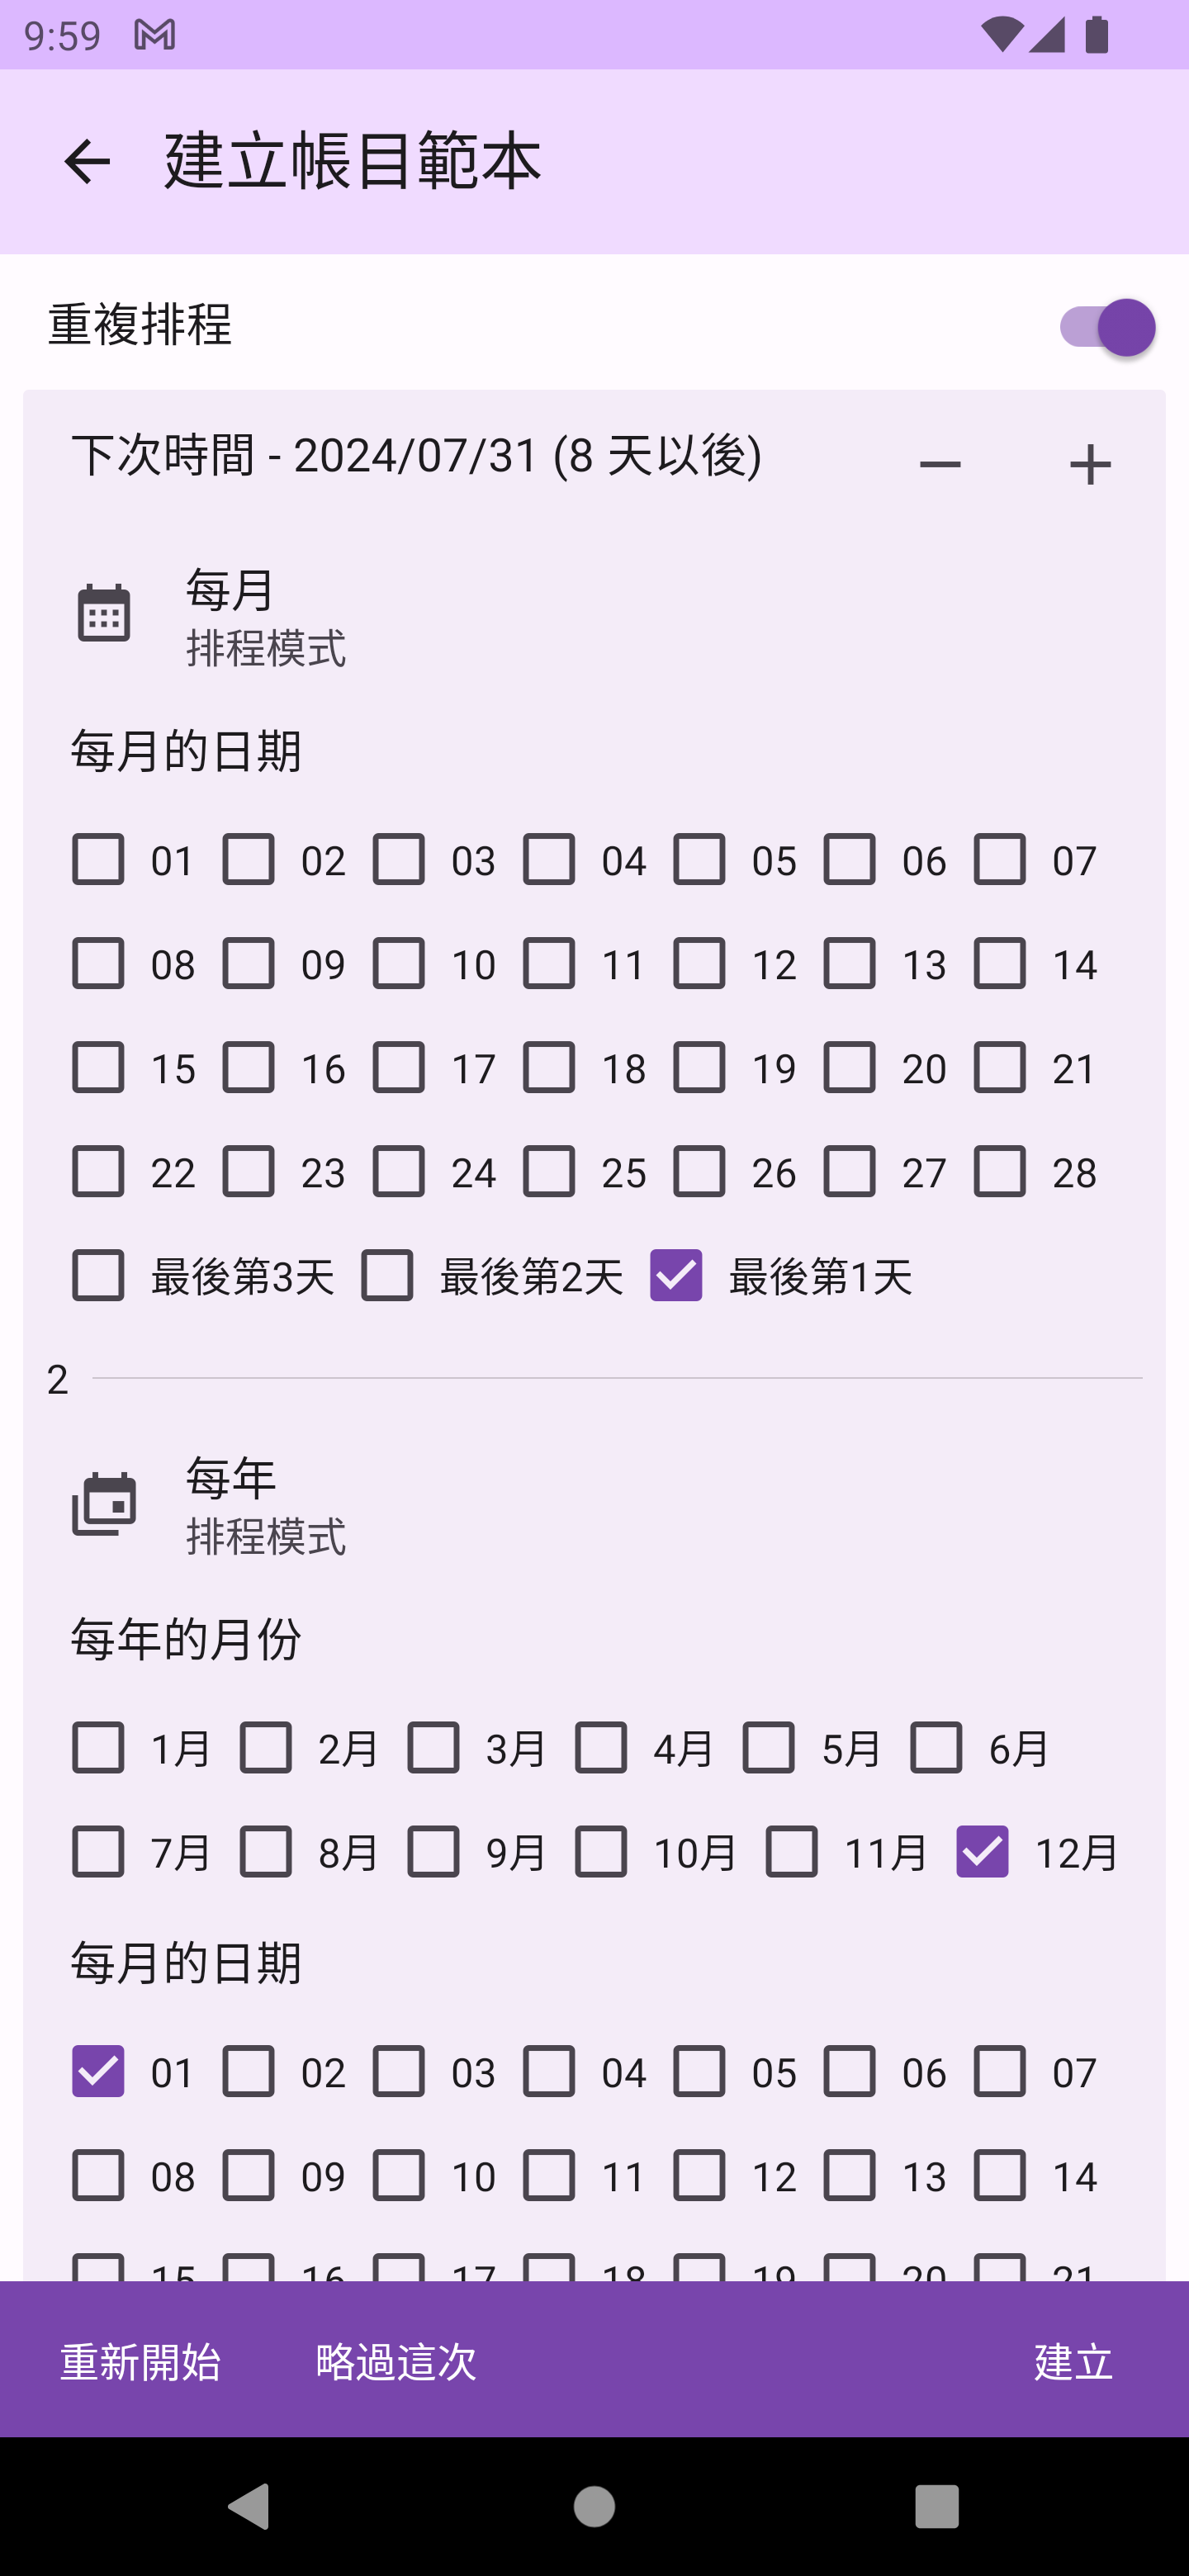 9:59
建立帳目範本
重複排程
下次時間 - 2024/07/31 (8 天以後)
每月
排程模式
每月的日期
01 02 03 04 05 06 07
08 09 10 11 12 13 14
15 16 17 18 19 20 21
22 23 24 25 26 27 28
最後第3天 最後第2天 最後第1天
2
每年
排程模式
每年的月份
1月 2月 3月 4月 5月 6月
7月 8月 9月 10月 11月 12月
每月的日期
01 02 03 04 05 06 07
08 09 10 11 12 13 14
15 16 17 18 19 20 21
重新開始 略過這次 建立